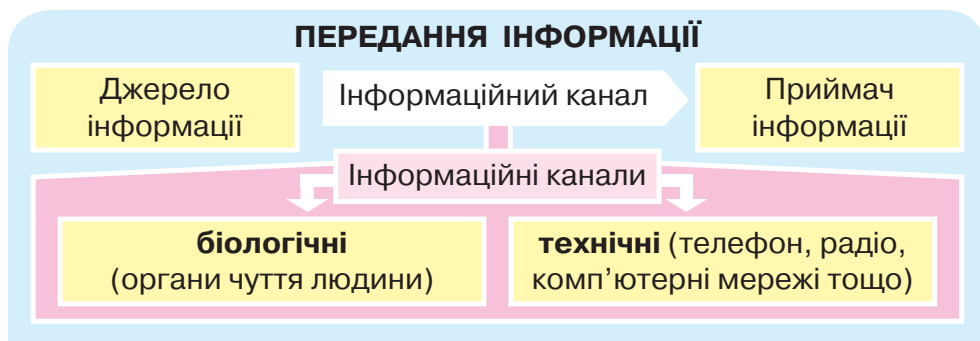 ПЕРЕДАННЯ ІНФОРМАЦІЇ
Джерело
інформації
Інформаційний канал
Приймач
інформації
Інформаційні канали
біологічні
(органи чуття людини)
технічні (телефон, радіо,
комп’ютерні мережі тощо)